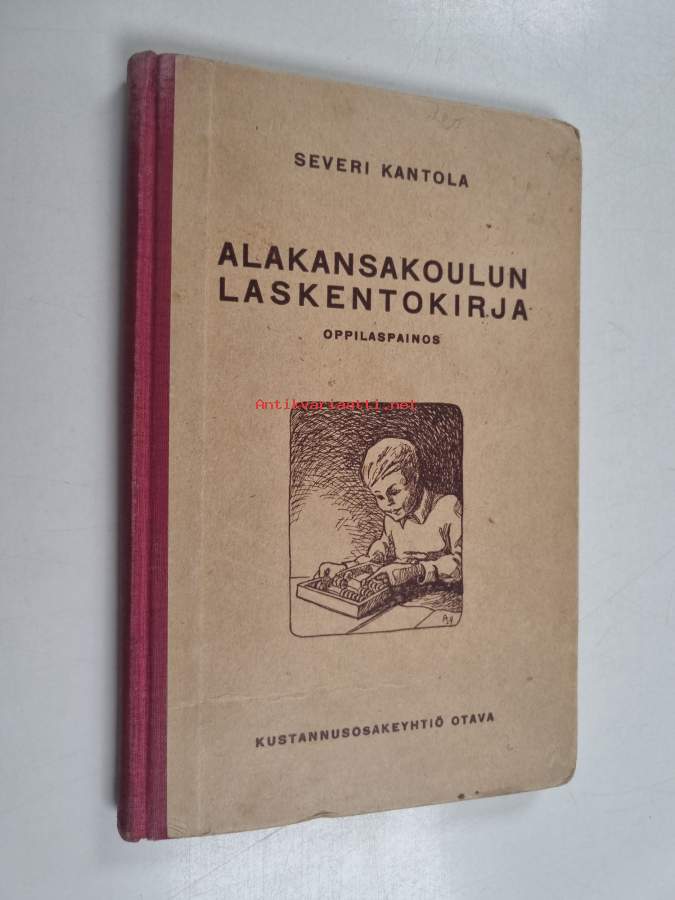 SEVERI KANTOLA
ALAKANSAKOULUN
LASKENTOKIRJA
OPPILASPAINOS
Antikvariaatti.net
KUSTANNUSOSAKEYHTIÖ OTAVA